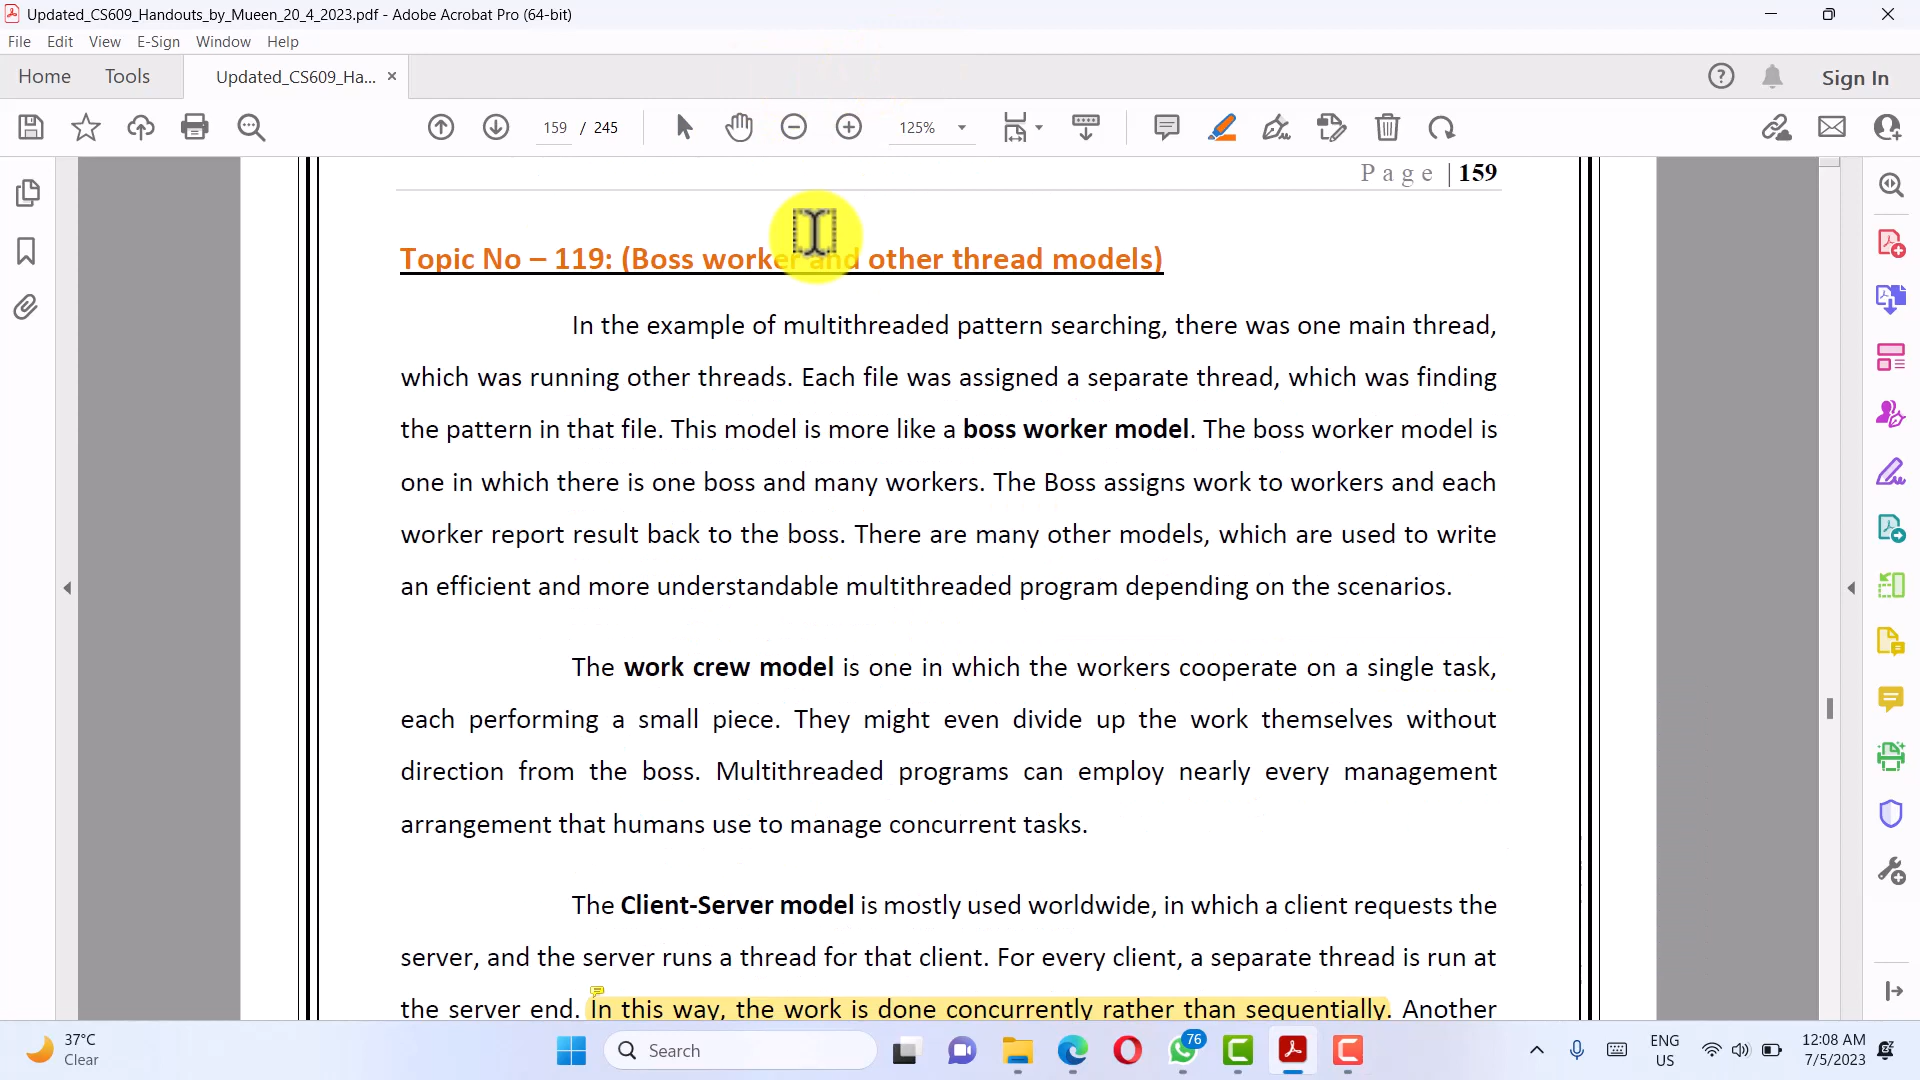 Updated_CS609_Handouts_by_Mueen_20_4_2023.pdf - Adobe Acrobat Pro (64-bit)
File Edit View E-Sign Window Help
Home Tools Updated_CS609_Ha... × Sign In
159 / 245 125%
Page | 159
Topic No – 119: (Boss worker and other thread models)
In the example of multithreaded pattern searching, there was one main thread,
which was running other threads. Each file was assigned a separate thread, which was finding
the pattern in that file. This model is more like a boss worker model. The boss worker model is
one in which there is one boss and many workers. The Boss assigns work to workers and each
worker report result back to the boss. There are many other models, which are used to write
an efficient and more understandable multithreaded program depending on the scenarios.
The work crew model is one in which the workers cooperate on a single task,
each performing a small piece. They might even divide up the work themselves without
direction from the boss. Multithreaded programs can employ nearly every management
arrangement that humans use to manage concurrent tasks.
The Client-Server model is mostly used worldwide, in which a client requests the
server, and the server runs a thread for that client. For every client, a separate thread is run at
the server end. In this way, the work is done concurrently rather than sequentially. Another
37°C
Clear
Search
76
ENG
US
12:08 AM
7/5/2023